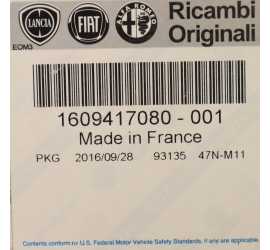 LANCIA FIAT ALFA ROMEO Ricambi
Originali
EOM3
1609417080 - 001
Made in France
PKG 2016/09/28 93135 47N-M11
Contents conform to U.S. Federal Motor Vehicle Safety Standards, if any are applicable.